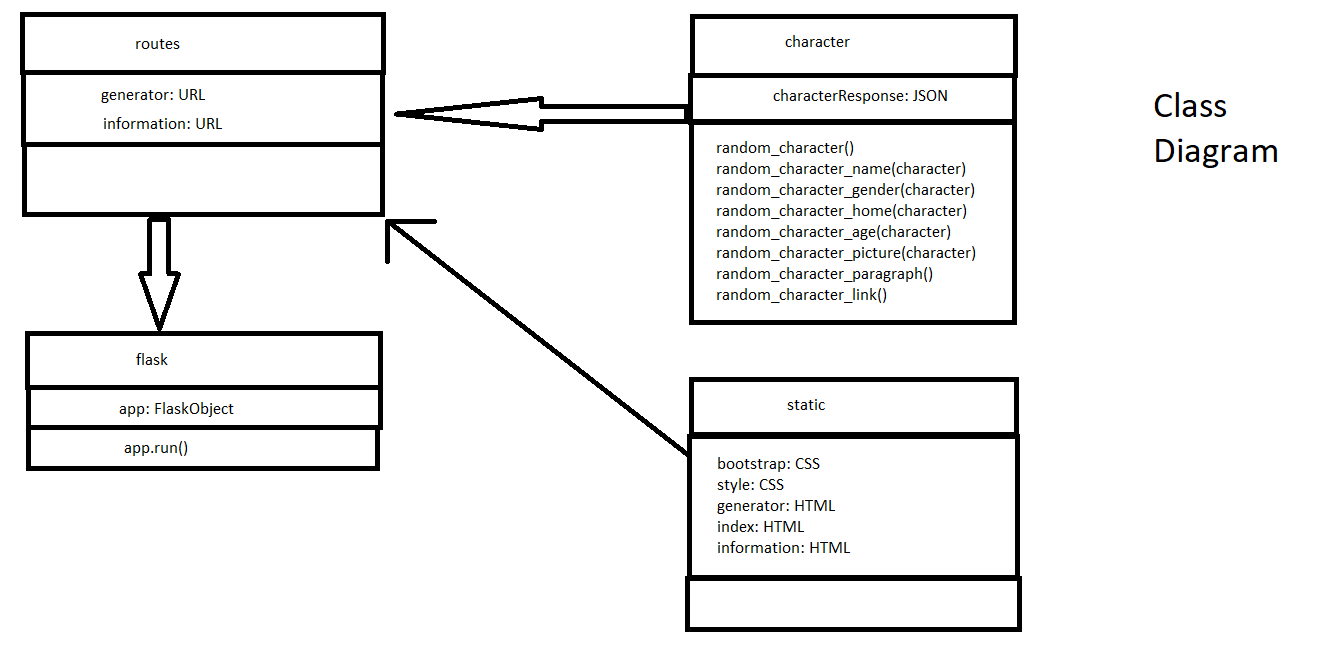 routes
generator: URL
information: URL
flask
app: FlaskObject
app.run()
character
characterResponse: JSON
random_character()
random_character_name(character)
random_character_gender(character)
random_character_home(character)
random_character_age(character)
random_character_picture(character)
random_character_paragraph()
random_character_link()
static
bootstrap: CSS
style: CSS
generator: HTML
index: HTML
information: HTML
Class
Diagram